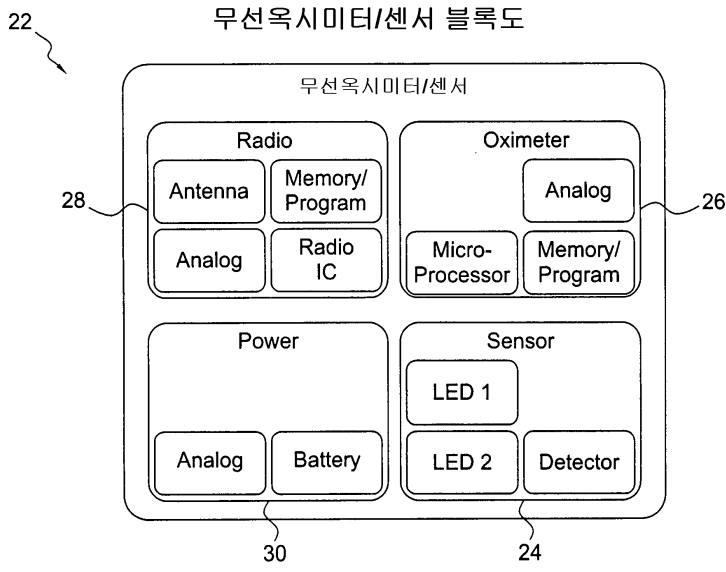 22
무선옥시미터/센서 블록도
무선옥시미터/센서
Radio
Antenna
Memory/
Program
Analog
Radio
IC
28
Oximeter
Analog
Micro-
Processor
Memory/
Program
26
Power
Analog
Battery
30
Sensor
LED 1
LED 2
Detector
24